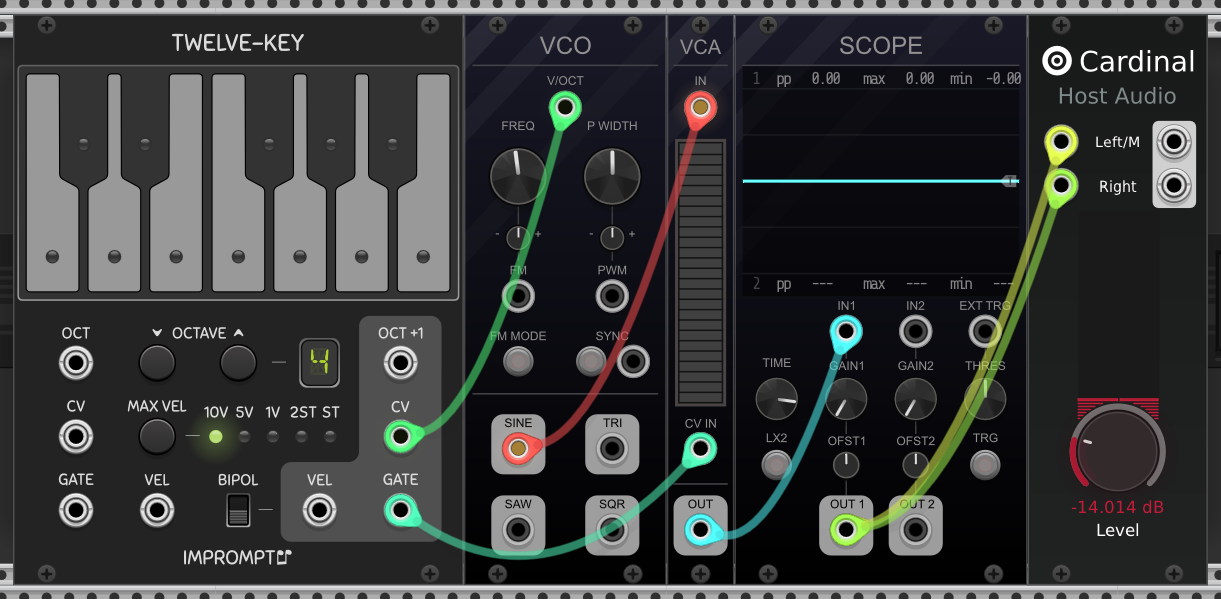 TWELVE-KEY
OCT
OCTAVE
4
OCT +1
CV
MAX VEL
10V 5V 1V 2ST ST
CV
GATE
VEL
BIPOL
VEL
GATE
IMPROMPT
VCO
V/OCT
FREQ
P WIDTH
- +
- +
FM
PWM
FM MODE
SYNC
SINE
TRI
SAW
SQR
VCA
IN
CV IN
OUT
SCOPE
1 pp 0.00 max 0.00 min -0.00
1
2 pp --- max --- min ---
IN1
IN2
EXT TRG
TIME
GAIN1
GAIN2
THRES
LX2
OFST1
OFST2
TRG
OUT 1
OUT 2
Cardinal
Host Audio
Left/M
Right
-14.014 dB
Level